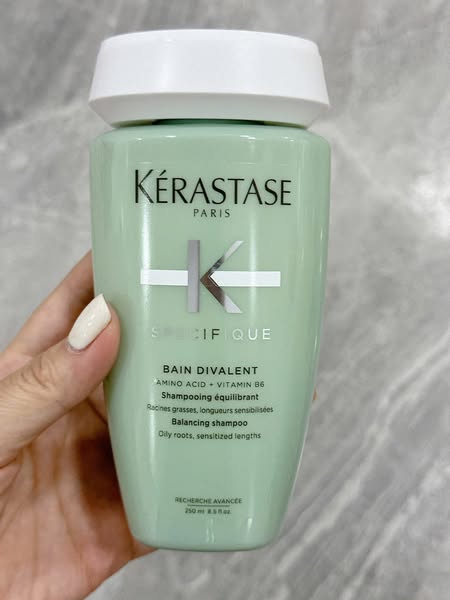 KÉRASTASE
PARIS
K
SPÉCIFIQUE
BAIN DIVALENT
AMINO ACID + VITAMIN B6
Shampooing équilibrant
Racines grasses, longueurs sensibilisées
Balancing shampoo
Oily roots, sensitized lengths
RECHERCHE AVANCÉE
250 ml 8.5 fl.oz.